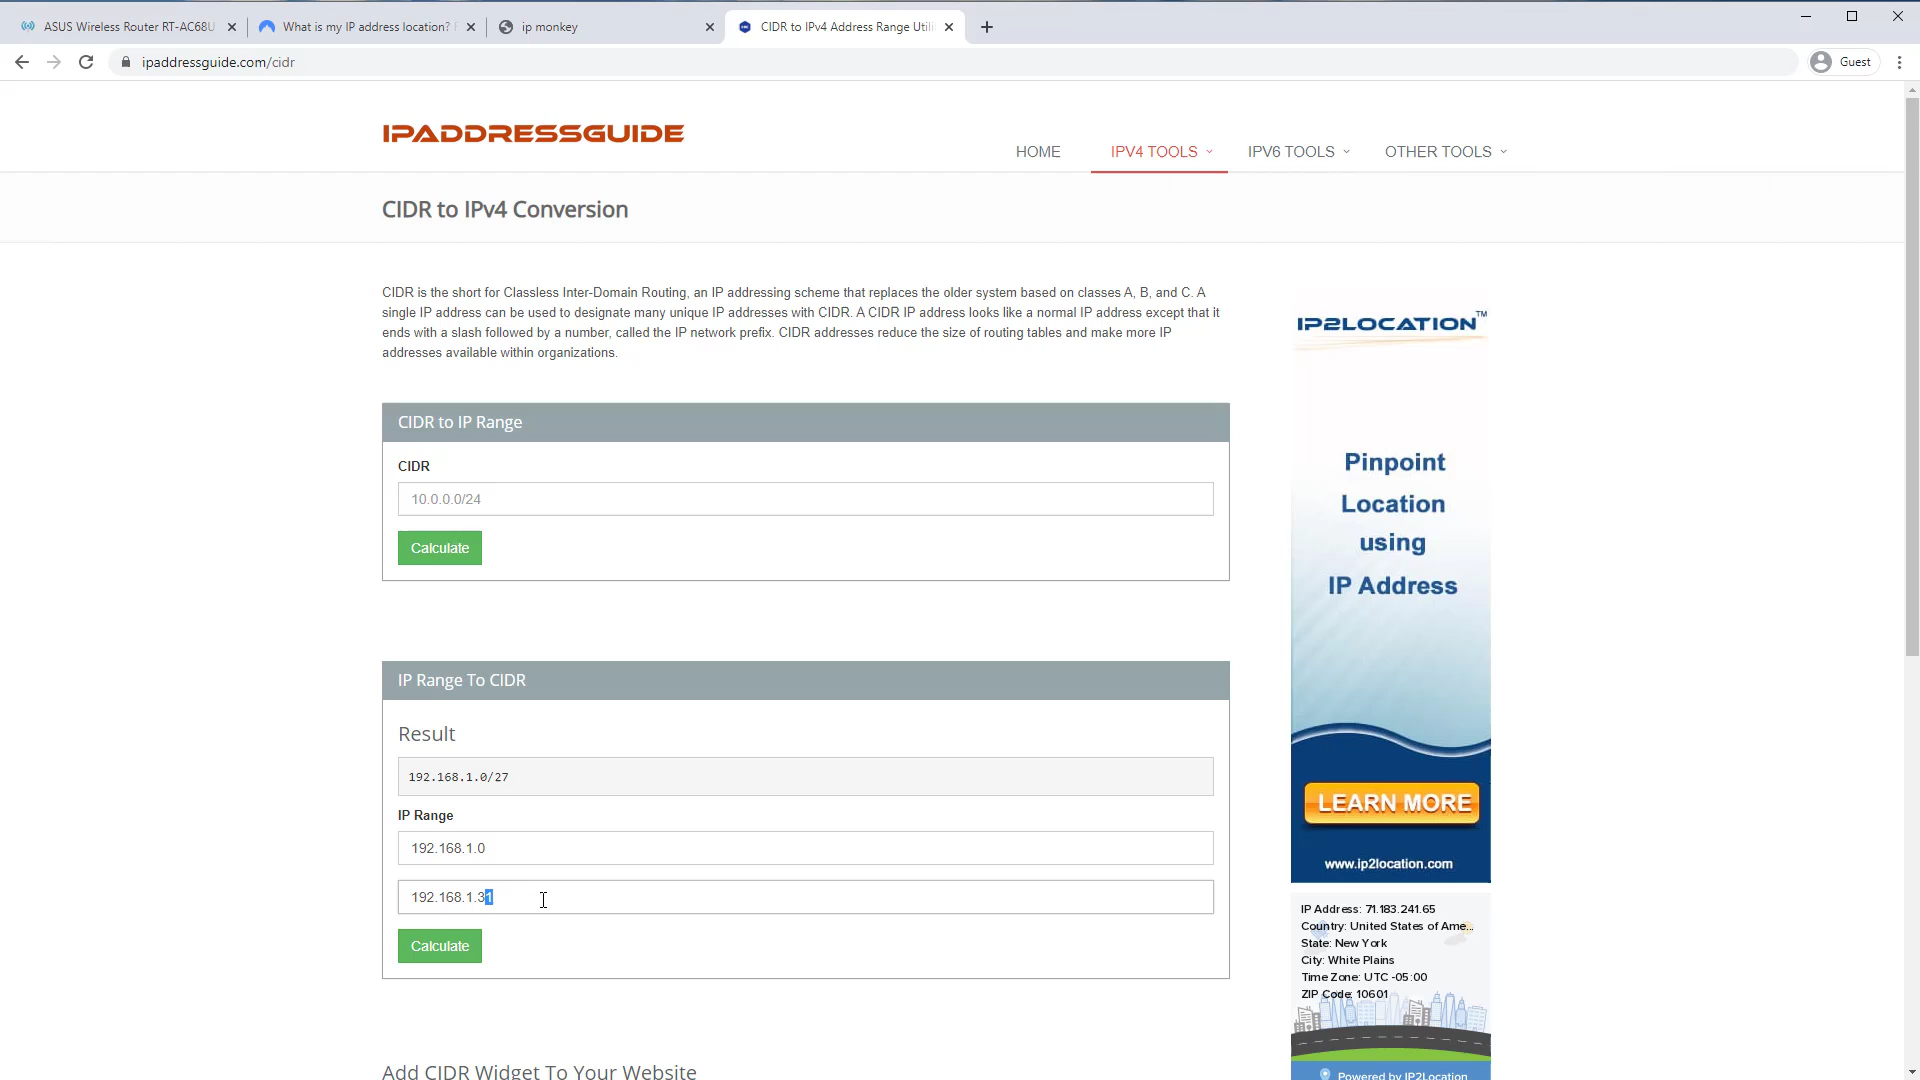 ASUS Wireless Router RT-AC68U
What is my IP address location?
ip monkey
CIDR to IPv4 Address Range Utili
ipaddressguide.com/cidr
Guest
IPADDRESSGUIDE
HOME
IPV4 TOOLS
IPV6 TOOLS
OTHER TOOLS
CIDR to IPv4 Conversion
CIDR is the short for Classless Inter-Domain Routing, an IP addressing scheme that replaces the older system based on classes A, B, and C. A
single IP address can be used to designate many unique IP addresses with CIDR. A CIDR IP address looks like a normal IP address except that it
ends with a slash followed by a number, called the IP network prefix. CIDR addresses reduce the size of routing tables and make more IP
addresses available within organizations.
CIDR to IP Range
CIDR
10.0.0.0/24
Calculate
IP Range To CIDR
Result
192.168.1.0/27
IP Range
192.168.1.0
192.168.1.31
Calculate
Add CIDR Widget To Your Website
IP2LOCATION™
Pinpoint
Location
using
IP Address
LEARN MORE
www.ip2location.com
IP Address: 71.183.241.65
Country: United States of Ame...
State: New York
City: White Plains
Time Zone: UTC -05:00
ZIP Code: 10601
Powered by IP2Location